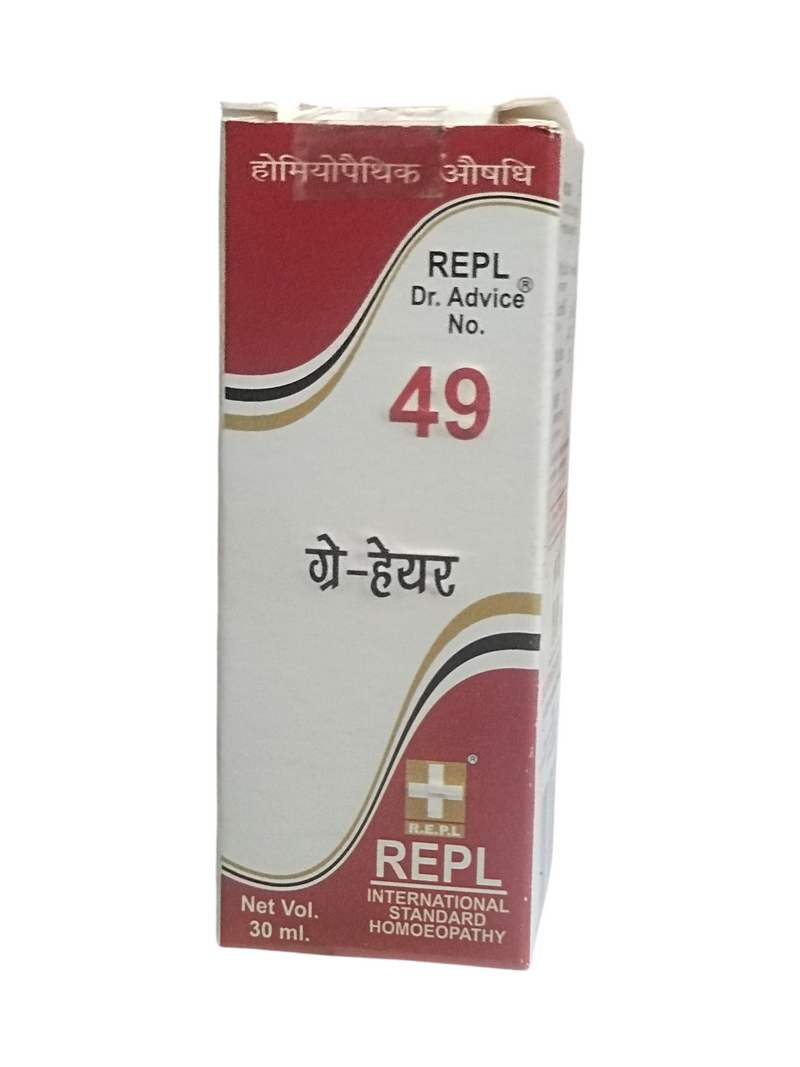 होमियोपैथिक औषधि
REPL
Dr. Advice®
No.
49
ग्रे-हेयर
®
R.E.P.L
REPL
INTERNATIONAL
STANDARD
HOMOEOPATHY
Net Vol.
30 ml.